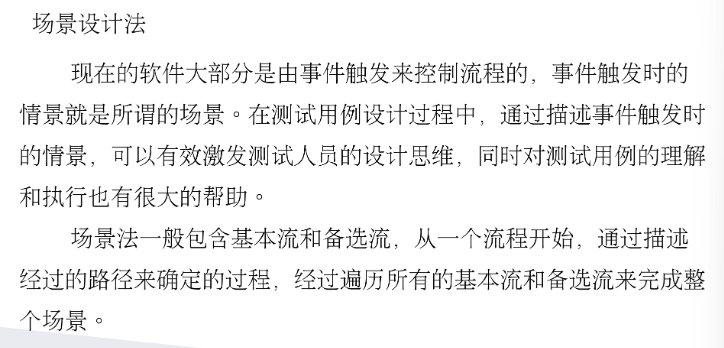 场景设计法
现在的软件大部分是由事件触发来控制流程的，事件触发时的
情景就是所谓的场景。在测试用例设计过程中，通过描述事件触发时
的情景，可以有效激发测试人员的设计思维，同时对测试用例的理解
和执行也有很大的帮助。
场景法一般包含基本流和备选流，从一个流程开始，通过描述
经过的路径来确定的过程，经过遍历所有的基本流和备选流来完成整
个场景。